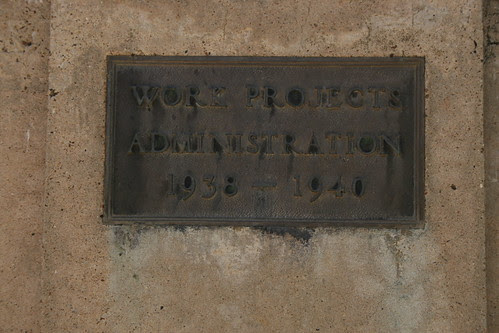 WORK PROJECTS
ADMINISTRATION
1938 - 1940